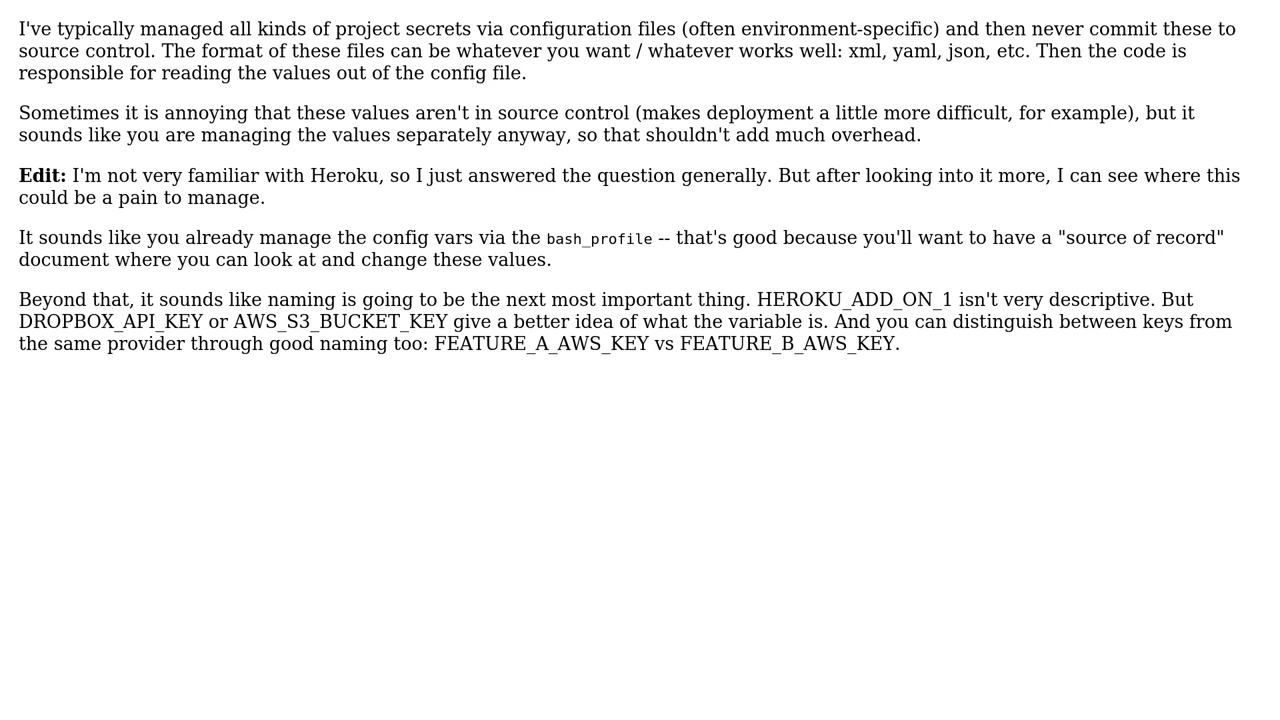 I've typically managed all kinds of project secrets via configuration files (often environment-specific) and then never commit these to
source control. The format of these files can be whatever you want / whatever works well: xml, yaml, json, etc. Then the code is
responsible for reading the values out of the config file.
Sometimes it is annoying that these values aren't in source control (makes deployment a little more difficult, for example), but it
sounds like you are managing the values separately anyway, so that shouldn't add much overhead.
Edit: I'm not very familiar with Heroku, so I just answered the question generally. But after looking into it more, I can see where this
could be a pain to manage.
It sounds like you already manage the config vars via the bash_profile -- that's good because you'll want to have a "source of record"
document where you can look at and change these values.
Beyond that, it sounds like naming is going to be the next most important thing. HEROKU_ADD_ON_1 isn't very descriptive. But
DROPBOX_API_KEY or AWS_S3_BUCKET_KEY give a better idea of what the variable is. And you can distinguish between keys from
the same provider through good naming too: FEATURE_A_AWS_KEY vs FEATURE_B_AWS_KEY.